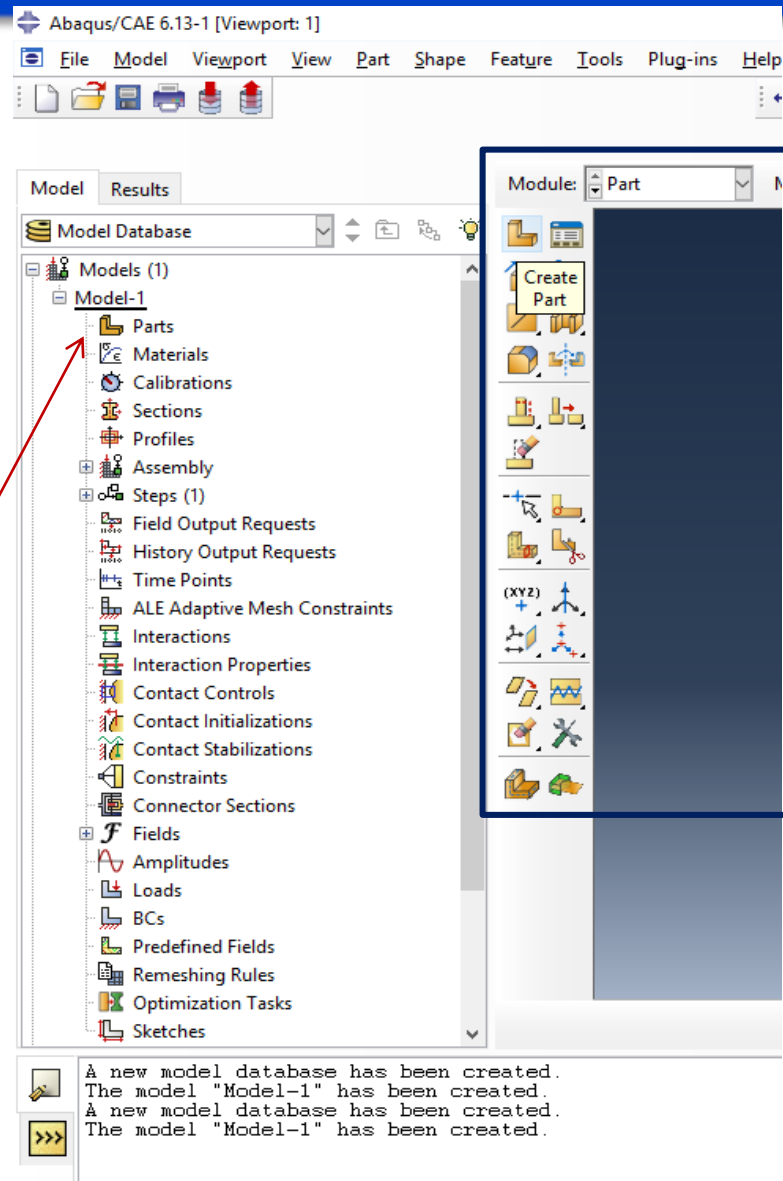 Abaqus/CAE 6.13-1 [Viewport: 1]
File Model Viewport View Part Shape Feature Tools Plug-ins Help
Model Results
Module: Part
Model Database
Models (1)
Model-1
Create
Part
Parts
Materials
Calibrations
Sections
Profiles
Assembly
Steps (1)
Field Output Requests
History Output Requests
Time Points
(XYZ)
ALE Adaptive Mesh Constraints
Interactions
Interaction Properties
Contact Controls
Contact Initializations
Contact Stabilizations
Constraints
Connector Sections
Fields
Amplitudes
Loads
BCs
Predefined Fields
Remeshing Rules
Optimization Tasks
Sketches
A new model database has been created.
The model "Model-1" has been created.
A new model database has been created.
The model "Model-1" has been created.
>>>